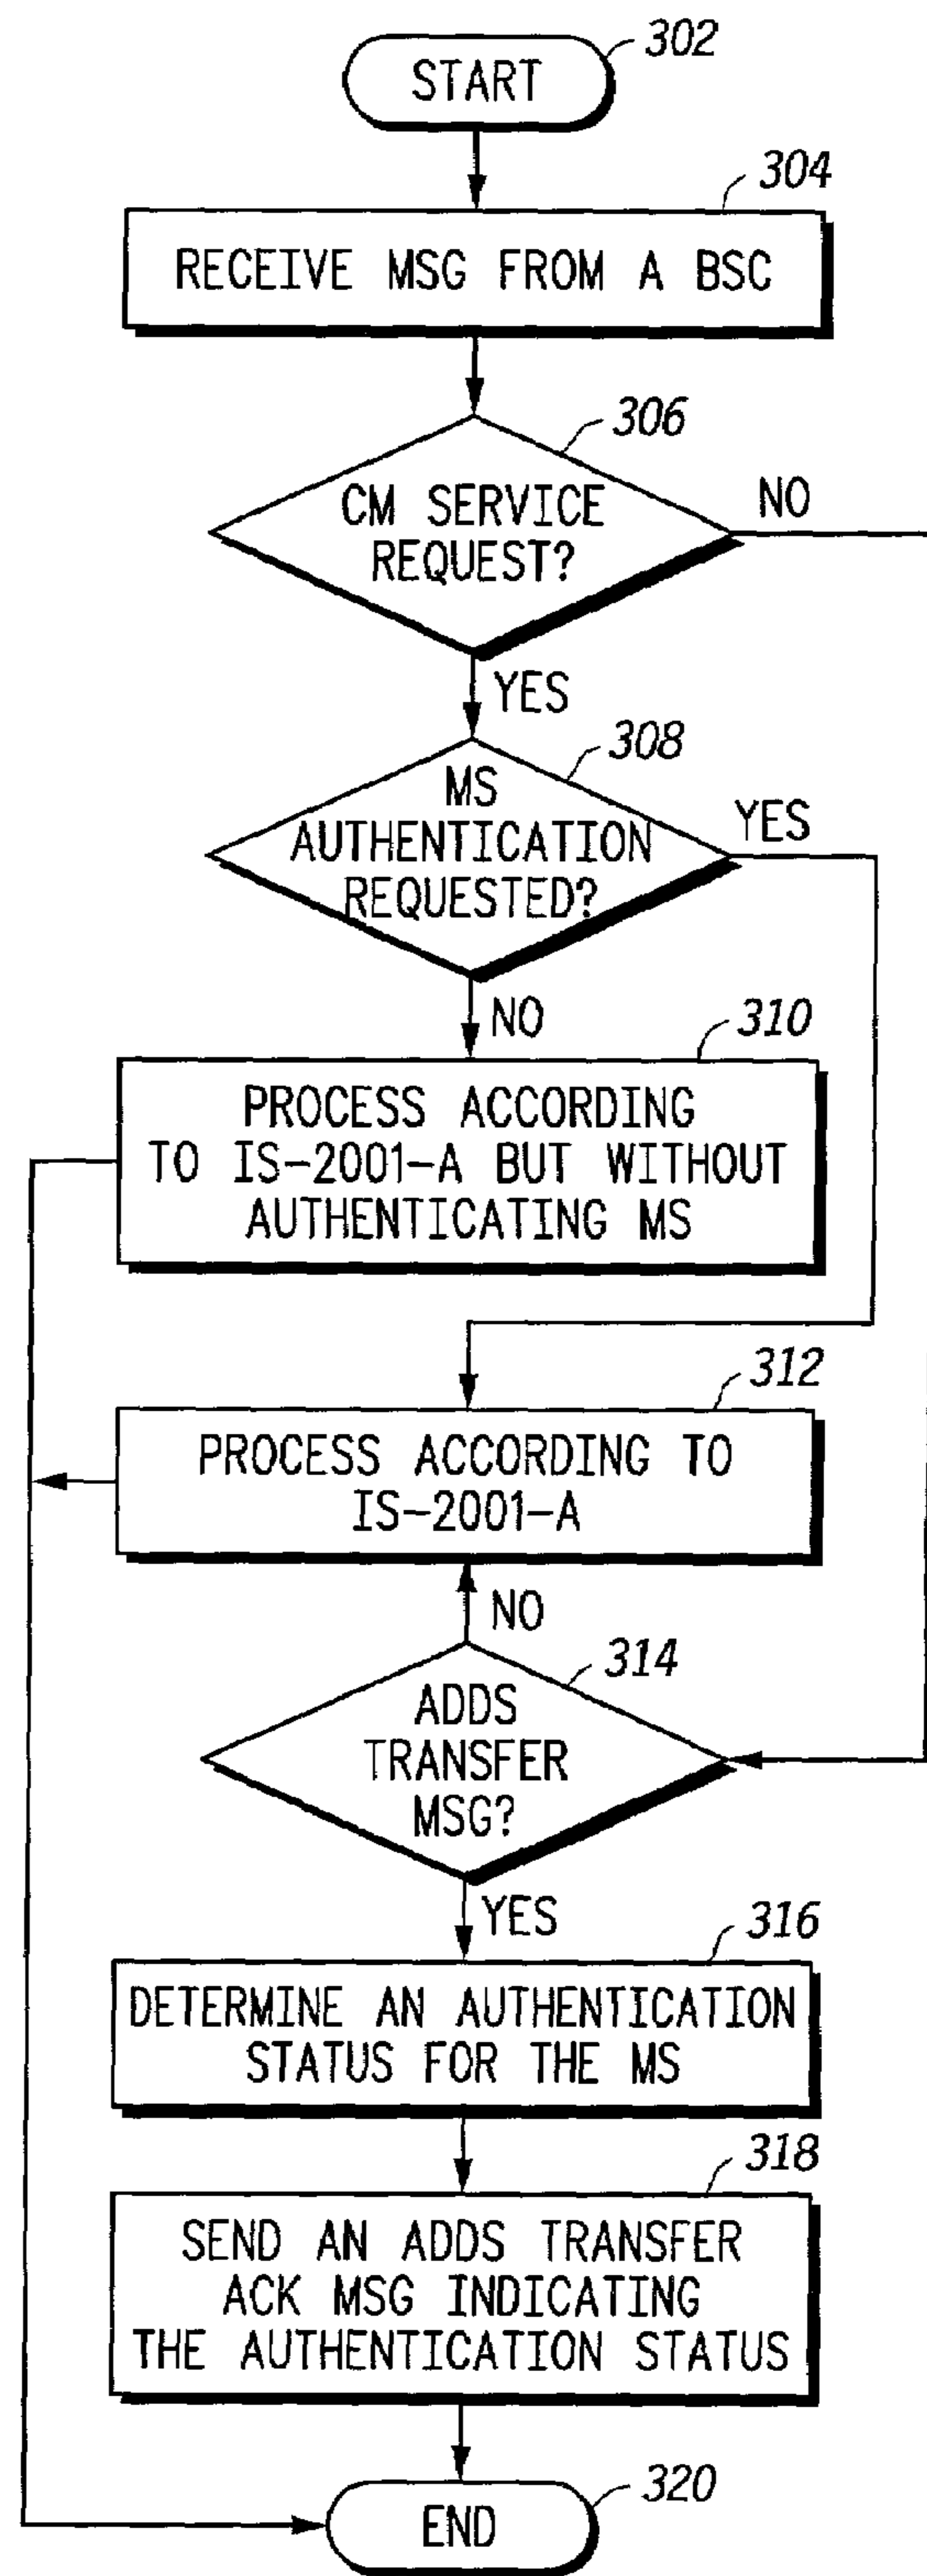 302
START
304
RECEIVE MSG FROM A BSC
306
CM SERVICE
REQUEST?
NO
YES
308
MS
AUTHENTICATION
REQUESTED?
YES
NO
310
PROCESS ACCORDING
TO IS-2001-A BUT WITHOUT
AUTHENTICATING MS
312
PROCESS ACCORDING TO
IS-2001-A
NO
314
ADDS
TRANSFER
MSG?
YES
316
DETERMINE AN AUTHENTICATION
STATUS FOR THE MS
318
SEND AN ADDS TRANSFER
ACK MSG INDICATING
THE AUTHENTICATION STATUS
320
END